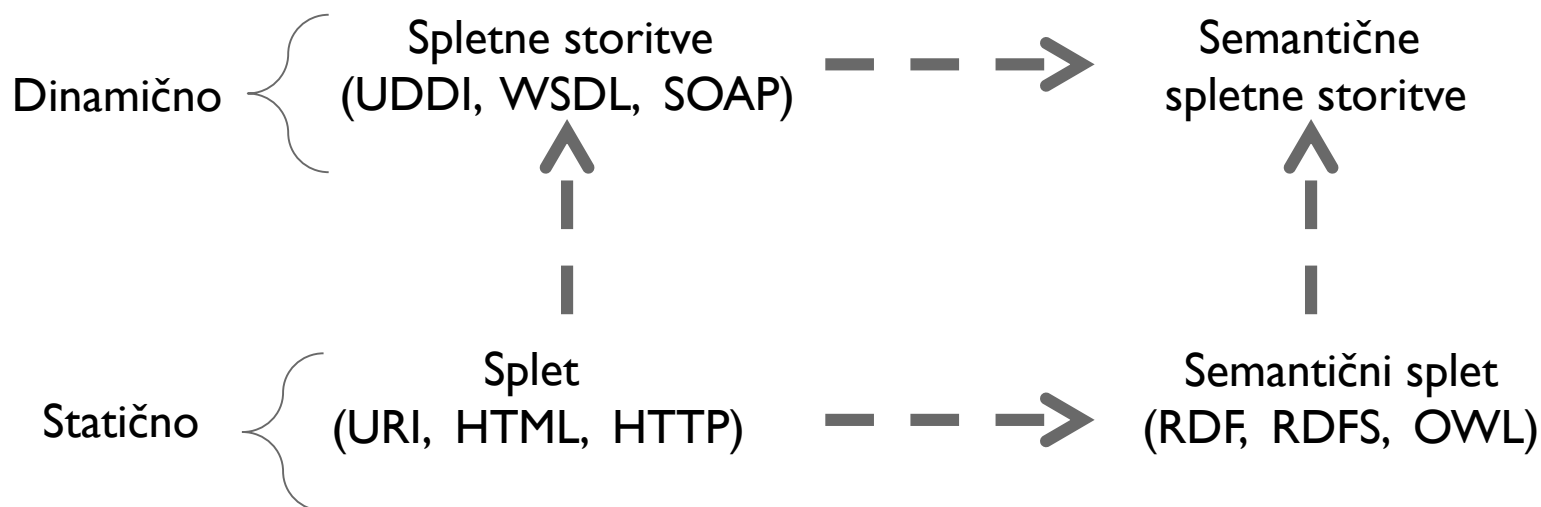 Dinamično
Spletne storitve
(UDDI, WSDL, SOAP)
Semantične
spletne storitve
Statično
Splet
(URI, HTML, HTTP)
Semantični splet
(RDF, RDFS, OWL)